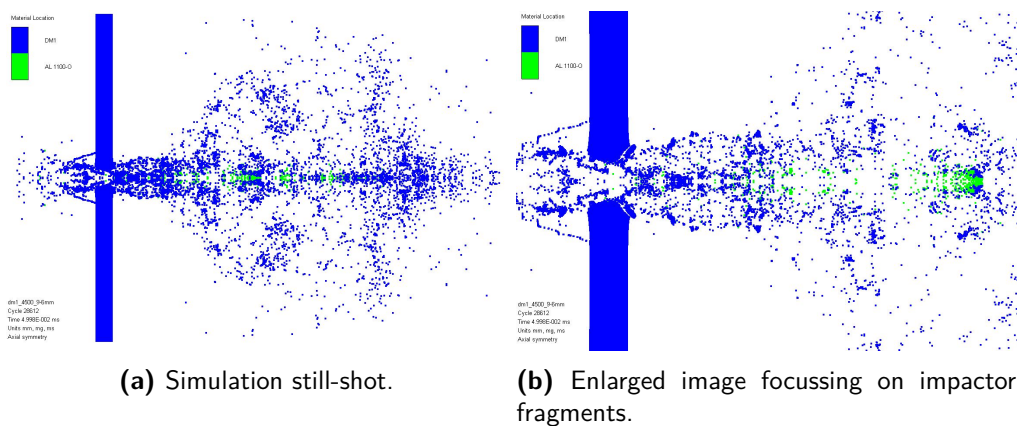 Material Location
DM1
AL 1100-O
dm1_4500_9-6mm
Cycle 28612
Time 4.998E-002 ms
Units mm, mg, ms
Axial symmetry
Material Location
DM1
AL 1100-O
dm1_4500_9-6mm
Cycle 28612
Time 4.998E-002 ms
Units mm, mg, ms
Axial symmetry
(a) Simulation still-shot.
(b) Enlarged image focussing on impactor
fragments.